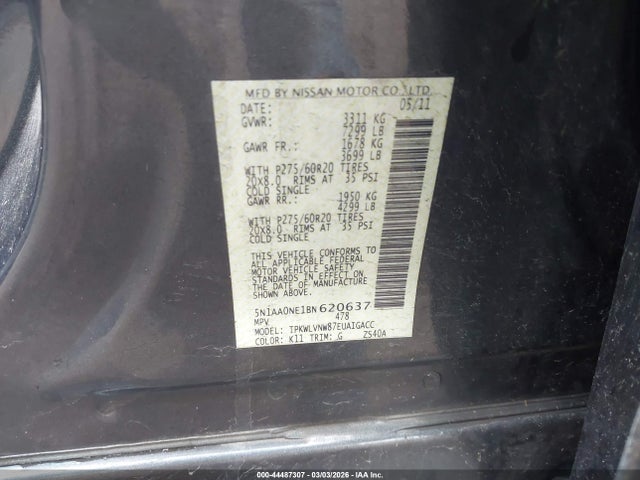 MFD BY NISSAN MOTOR CO.,LTD.
DATE: 05/11
GVWR: 3311 KG
7299 LB
GAWR FR.: 1678 KG
3699 LB
WITH P275/60R20 TIRES
20X8.0 RIMS AT 35 PSI
COLD SINGLE
GAWR RR.: 1950 KG
4299 LB
WITH P275/60R20 TIRES
20X8.0 RIMS AT 35 PSI
COLD SINGLE
THIS VEHICLE CONFORMS TO
ALL APPLICABLE FEDERAL
MOTOR VEHICLE SAFETY
STANDARDS IN EFFECT ON
THE DATE OF MANUFACTURE
5N1AA0NE1BN620637
MPV 478
MODEL: TPKWLVNW87EUAIGACC
COLOR: K11 TRIM: G ZS40A
000-44487307 - 03/03/2026 - COPYRIGHT IAA, LLC.